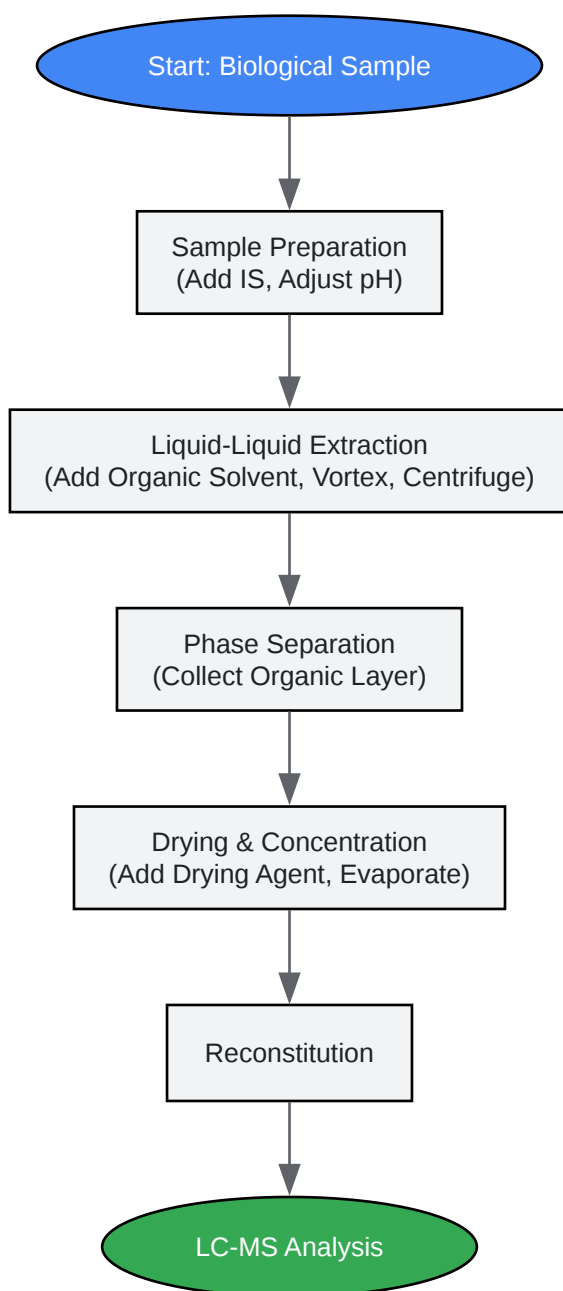 Start: Biological Sample
Sample Preparation
(Add IS, Adjust pH)
Liquid-Liquid Extraction
(Add Organic Solvent, Vortex, Centrifuge)
Phase Separation
(Collect Organic Layer)
Drying & Concentration
(Add Drying Agent, Evaporate)
Reconstitution
LC-MS Analysis